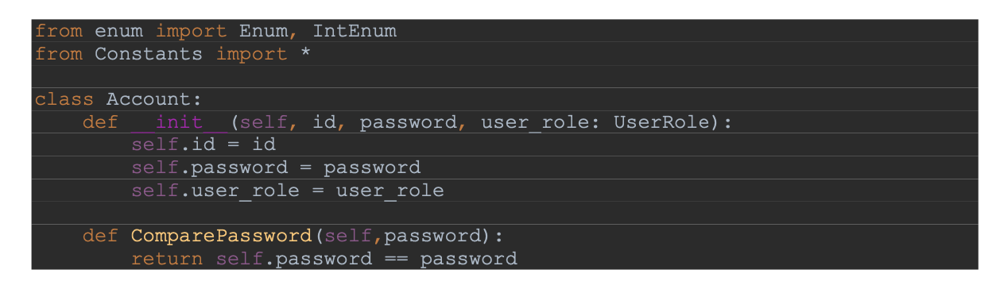 from enum import Enum, IntEnum
from Constants import *
class Account:
    def __init__(self, id, password, user_role: UserRole):
        self.id = id
        self.password = password
        self.user_role = user_role
    def ComparePassword(self,password):
        return self.password == password